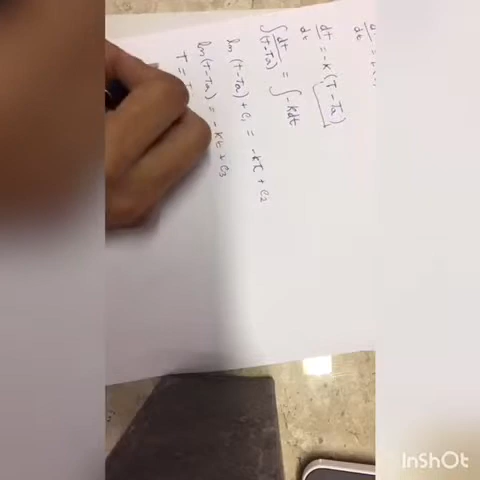 dT/dt = -k (T - Ta)
∫ dT/(T-Ta) = ∫ -kdt
ln (T-Ta) + C₁ = -kt + C₂
ln (T-Ta) = -kt + C₃
T =
InShOt